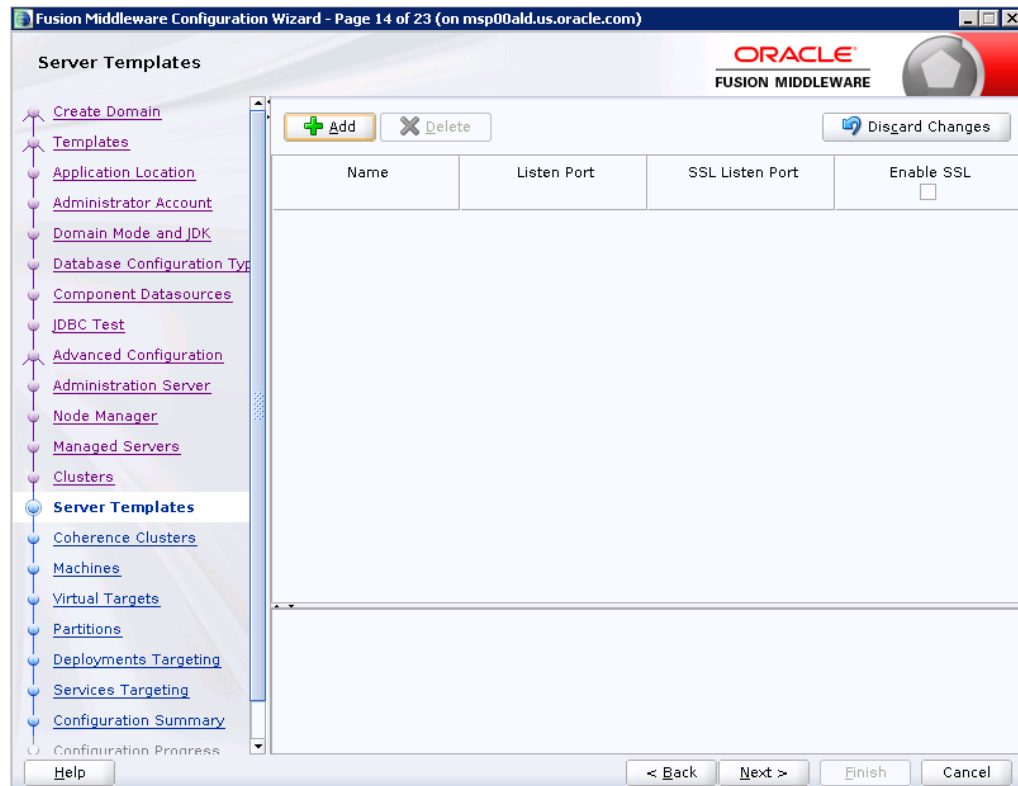 Fusion Middleware Configuration Wizard - Page 14 of 23 (on msp00ald.us.oracle.com)
Server Templates
ORACLE
FUSION MIDDLEWARE
Create Domain
Templates
Application Location
Administrator Account
Domain Mode and JDK
Database Configuration Typ
Component Datasources
JDBC Test
Advanced Configuration
Administration Server
Node Manager
Managed Servers
Clusters
Server Templates
Coherence Clusters
Machines
Virtual Targets
Partitions
Deployments Targeting
Services Targeting
Configuration Summary
Configuration Progress
Add Delete Discard Changes
Name Listen Port SSL Listen Port Enable SSL
Help < Back Next > Finish Cancel